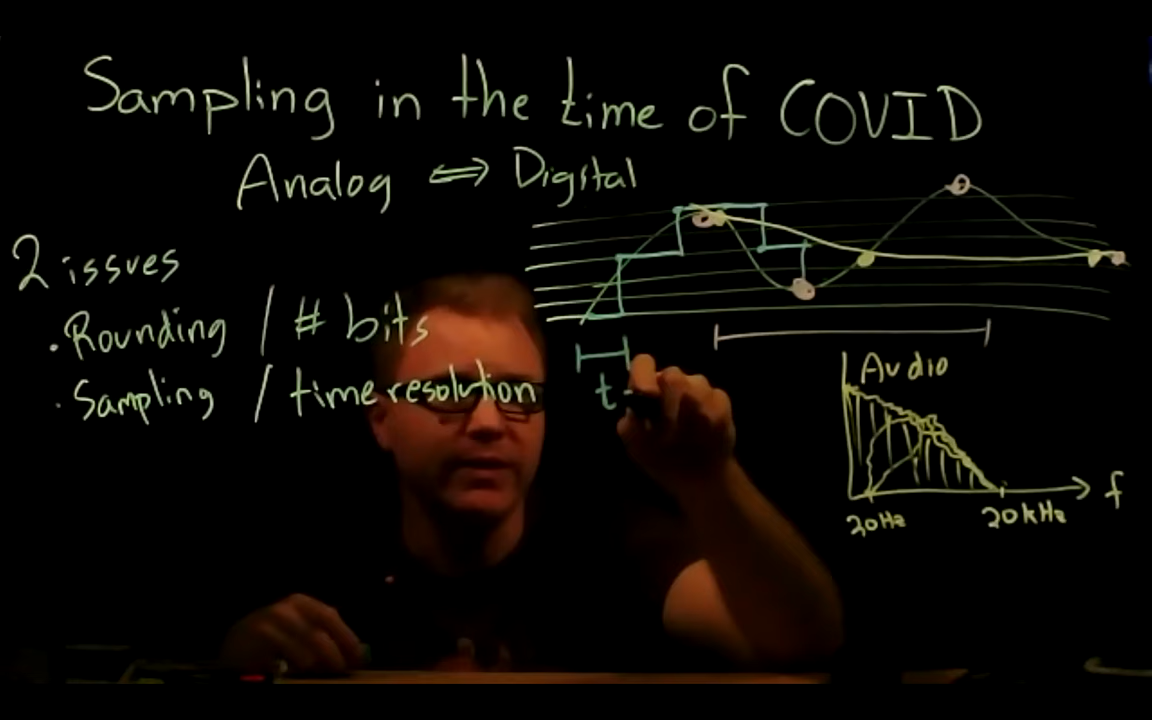 Sampling in the time of COVID
Analog ⇔ Digital
2 issues
· Rounding / # bits
· Sampling / time resolution
t
Audio
f
20Hz
20kHz